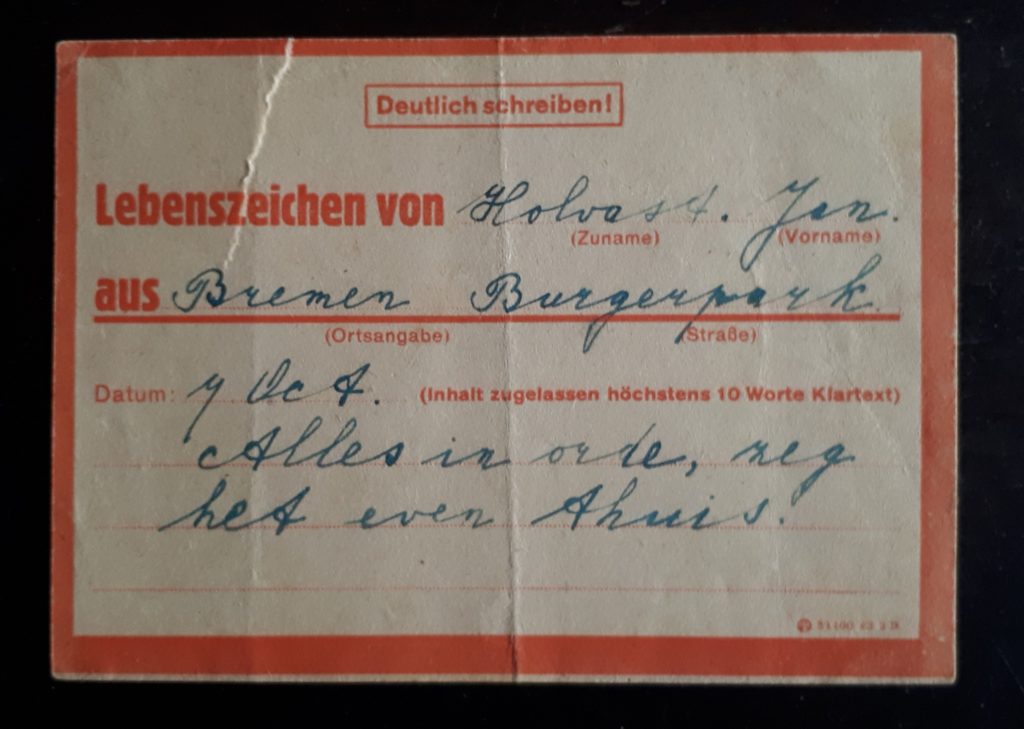 Deutlich schreiben!
Lebenszeichen von Holvast. Jan.
(Zuname) (Vorname)
aus Bremen Burgerpark.
(Ortsangabe) (Straße)
Datum: 7 Oct. (Inhalt zugelassen höchstens 10 Worte Klartext)
Alles in orde, zeg
het even thuis.